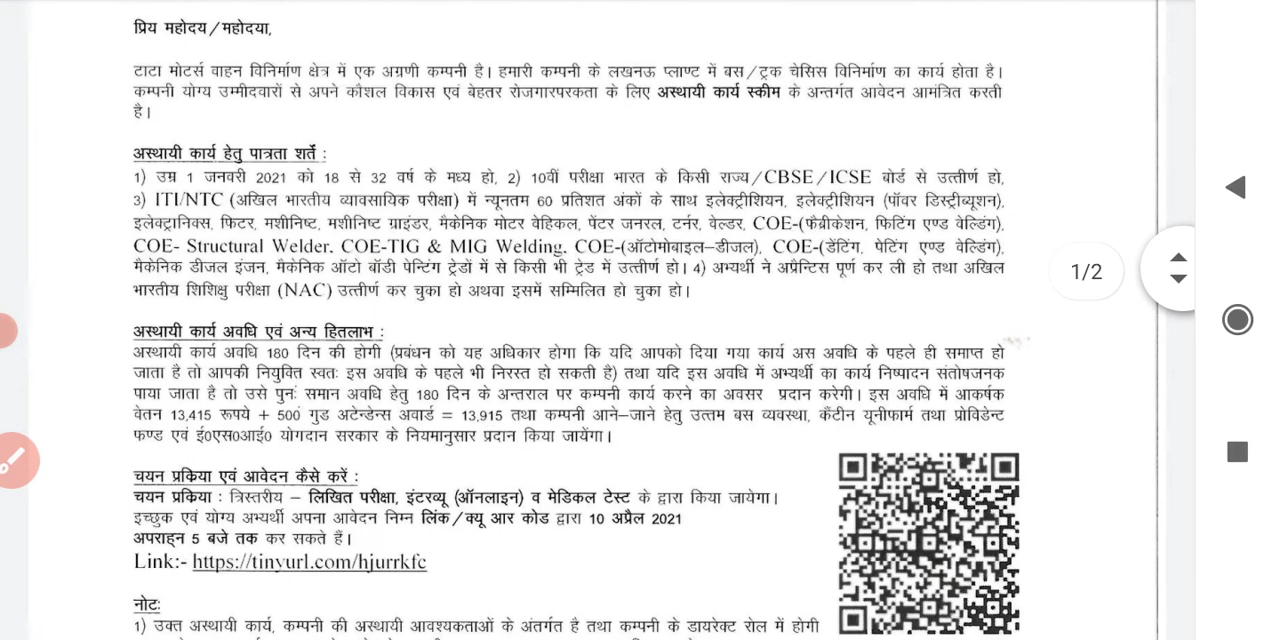 प्रिय महोदय/महोदया,
टाटा मोटर्स वाहन विनिर्माण क्षेत्र में एक अग्रणी कम्पनी है। हमारी कम्पनी के लखनऊ प्लाण्ट में बस/ट्रक चेसिस विनिर्माण का कार्य होता है।
कम्पनी योग्य उम्मीदवारों से अपने कौशल विकास एवं बेहतर रोजगारपरकता के लिए अस्थायी कार्य स्कीम के अन्तर्गत आवेदन आमंत्रित करती
है।
अस्थायी कार्य हेतु पात्रता शर्तें :
1) उम्र 1 जनवरी 2021 को 18 से 32 वर्ष के मध्य हो, 2) 10वीं परीक्षा भारत के किसी राज्य/CBSE/ICSE बोर्ड से उत्तीर्ण हो,
3) ITI/NTC (अखिल भारतीय व्यावसायिक परीक्षा) में न्यूनतम 60 प्रतिशत अंकों के साथ इलेक्ट्रीशियन, इलेक्ट्रीशियन (पॉवर डिस्ट्रीब्यूशन),
इलेक्ट्रानिक्स, फिटर, मशीनिष्ट, मशीनिष्ट ग्राइंडर, मैकेनिक मोटर वेहिकल, पेंटर जनरल, टर्नर, वेल्डर, COE-(फैब्रीकेशन, फिटिंग एण्ड वेल्डिंग),
COE- Structural Welder, COE-TIG & MIG Welding, COE-(ऑटोमोबाइल–डीजल), COE-(डेंटिंग, पेटिंग एण्ड वेल्डिंग),
मैकेनिक डीजल इंजन, मैकेनिक ऑटो बॉडी पेन्टिंग ट्रेडों में से किसी भी ट्रेड में उत्तीर्ण हो। 4) अभ्यर्थी ने अप्रैन्टिस पूर्ण कर ली हो तथा अखिल
भारतीय शिशिक्षु परीक्षा (NAC) उत्तीर्ण कर चुका हो अथवा इसमें सम्मिलित हो चुका हो।
अस्थायी कार्य अवधि एवं अन्य हितलाभ :
अस्थायी कार्य अवधि 180 दिन की होगी (प्रबंधन को यह अधिकार होगा कि यदि आपको दिया गया कार्य अस अवधि के पहले ही समाप्त हो
जाता है तो आपकी नियुक्ति स्वतः इस अवधि के पहले भी निरस्त हो सकती है) तथा यदि इस अवधि में अभ्यर्थी का कार्य निष्पादन संतोषजनक
पाया जाता है तो उसे पुनः समान अवधि हेतु 180 दिन के अन्तराल पर कम्पनी कार्य करने का अवसर प्रदान करेगी। इस अवधि में आकर्षक
वेतन 13,415 रूपये + 500 गुड अटेन्डेन्स अवार्ड = 13,915 तथा कम्पनी आने–जाने हेतु उत्तम बस व्यवस्था, कैंटीन यूनीफार्म तथा प्रोविडेन्ट
फण्ड एवं ई०एस०आई० योगदान सरकार के नियमानुसार प्रदान किया जायेंगा।
चयन प्रकिया एवं आवेदन कैसे करें :
चयन प्रकिया : त्रिस्तरीय – लिखित परीक्षा, इंटरव्यू (ऑनलाइन) व मेडिकल टेस्ट के द्वारा किया जायेगा।
इच्छुक एवं योग्य अभ्यर्थी अपना आवेदन निम्न लिंक/क्यू आर कोड द्वारा 10 अप्रैल 2021
अपराह्न 5 बजे तक कर सकते हैं।
Link:- https://tinyurl.com/hjurrkfc
नोटः
1) उक्त अस्थायी कार्य, कम्पनी की अस्थायी आवश्यकताओं के अंतर्गत है तथा कम्पनी के डायरेक्ट रोल में होगी
1/2